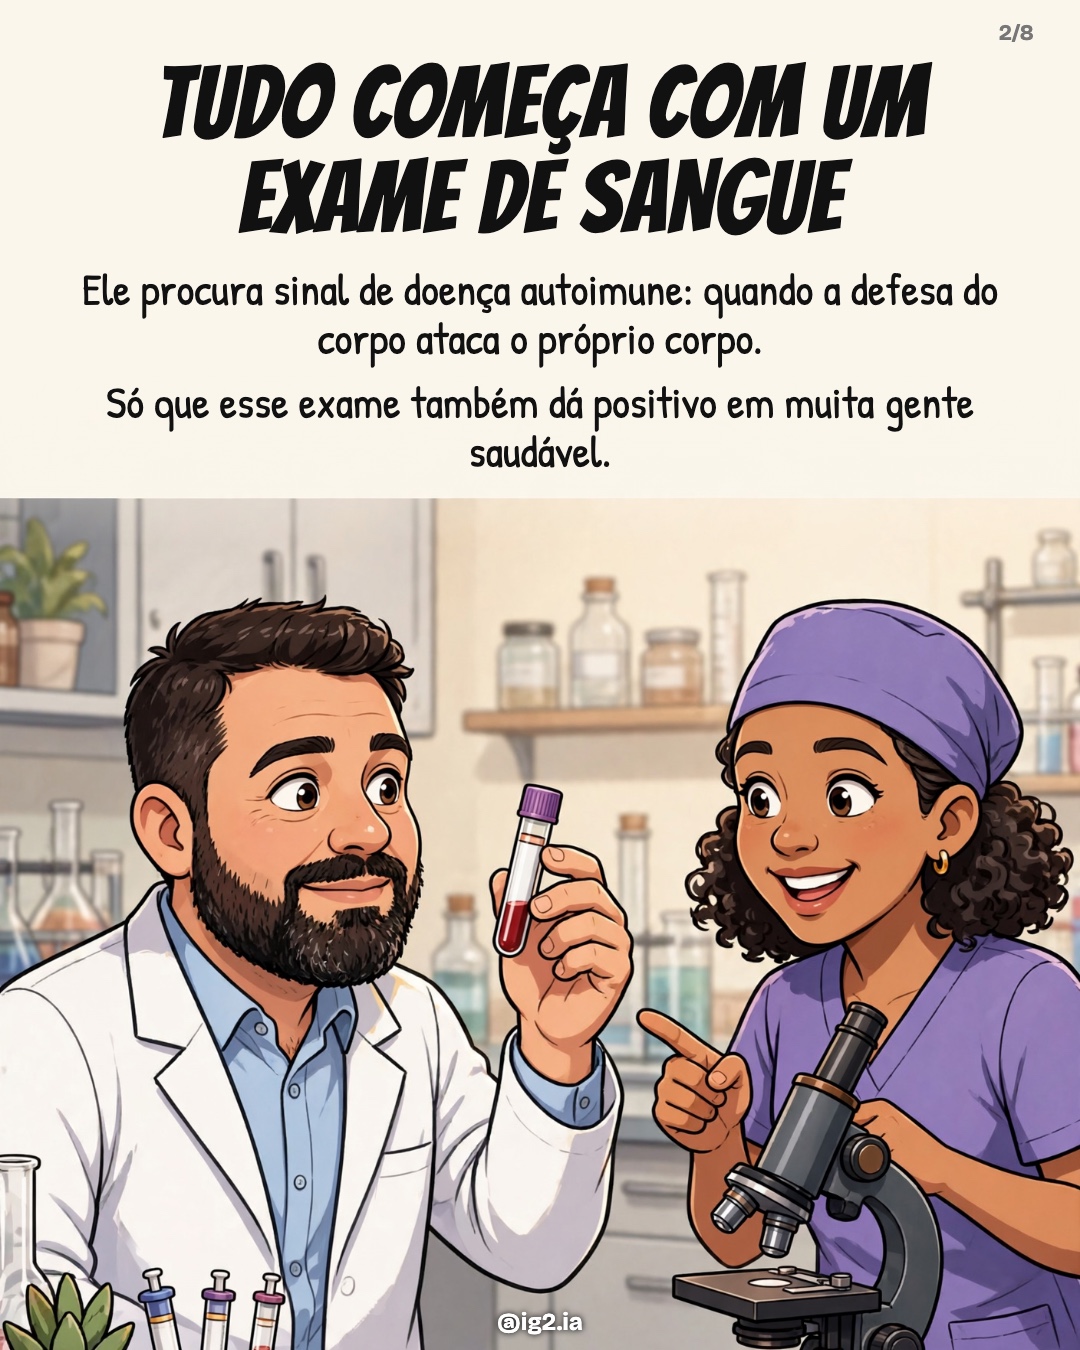 2/8
TUDO COMEÇA COM UM
EXAME DE SANGUE
Ele procura sinal de doença autoimune: quando a defesa do
corpo ataca o próprio corpo.
Só que esse exame também dá positivo em muita gente
saudável.
@ig2.ia